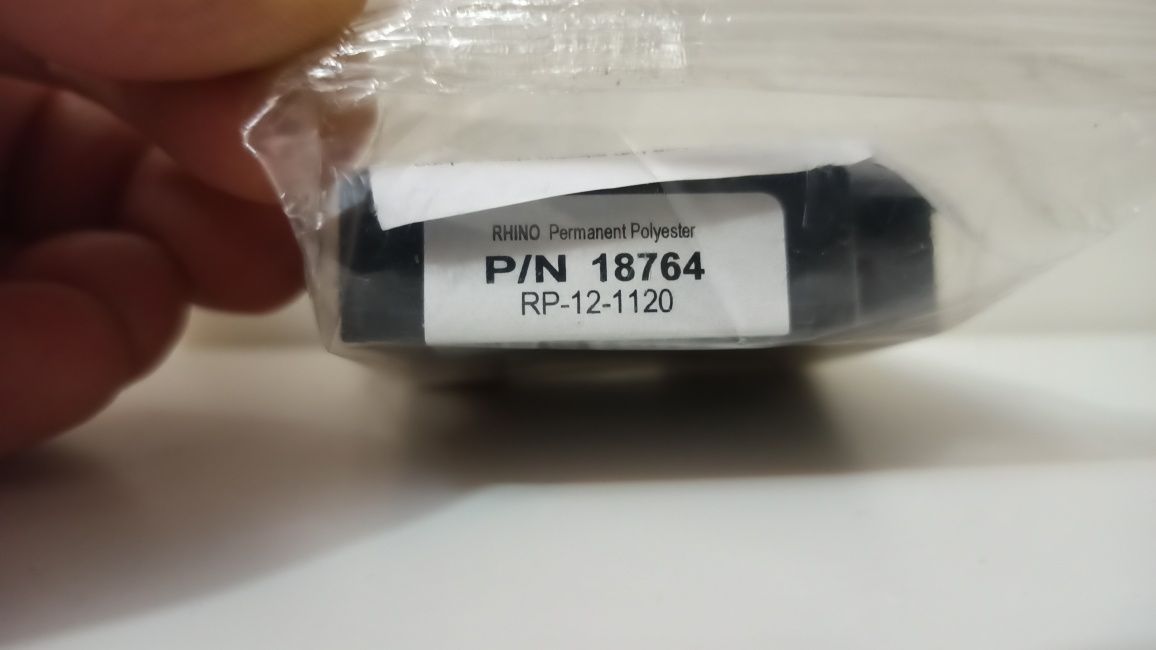 RHINO Permanent Polyester
P/N 18764
RP-12-1120